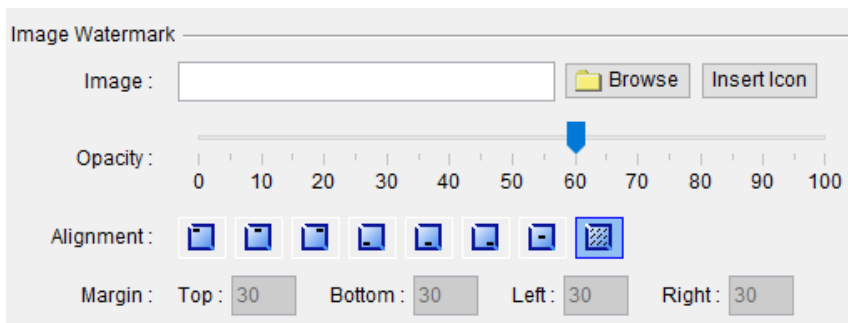 Image Watermark
Image : Browse Insert Icon
Opacity :
0 10 20 30 40 50 60 70 80 90 100
Alignment :
Margin : Top : 30 Bottom : 30 Left : 30 Right : 30